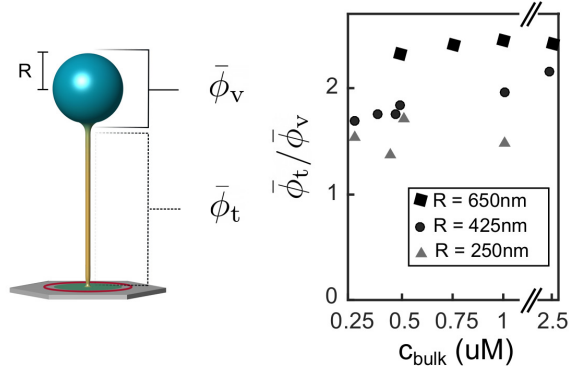 R
ϕ̄v
ϕ̄t
ϕ̄t/ϕ̄v
2
1
0
R = 650nm
R = 425nm
R = 250nm
0.25 0.5 0.75 1 2.5
cbulk (uM)